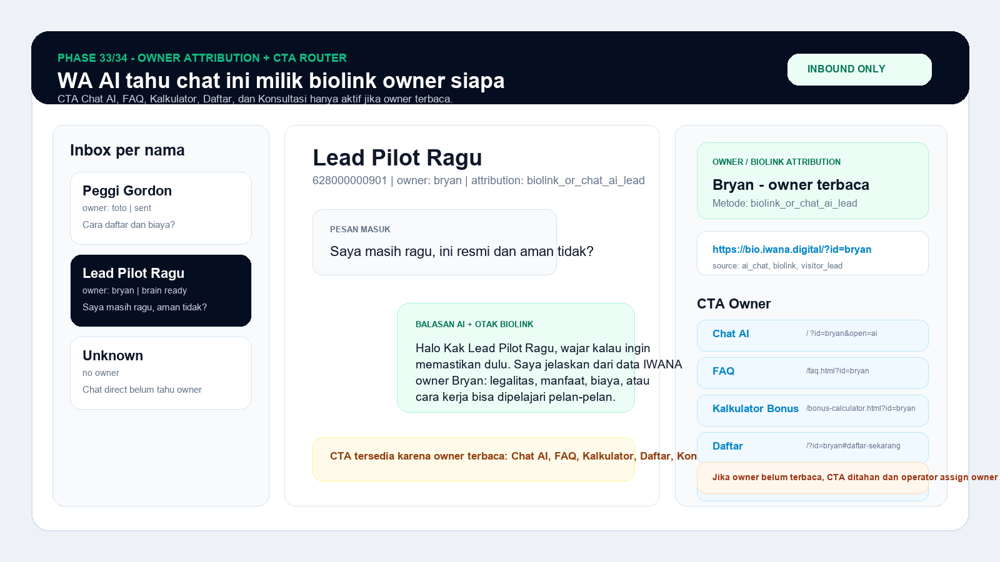 PHASE 33/34 - OWNER ATTRIBUTION + CTA ROUTER
WA AI tahu chat ini milik biolink owner siapa
CTA Chat AI, FAQ, Kalkulator, Daftar, dan Konsultasi hanya aktif jika owner terbaca.
INBOUND ONLY
Inbox per nama
Peggi Gordon
owner: toto | sent
Cara daftar dan biaya?
Lead Pilot Ragu
owner: bryan | brain ready
Saya masih ragu, aman tidak?
Unknown
no owner
Chat direct belum tahu owner
Lead Pilot Ragu
628000000901 | owner: bryan | attribution: biolink_or_chat_ai_lead
PESAN MASUK
Saya masih ragu, ini resmi dan aman tidak?
BALASAN AI + OTAK BIOLINK
Halo Kak Lead Pilot Ragu, wajar kalau ingin
memastikan dulu. Saya jelaskan dari data IWANA
owner Bryan: legalitas, manfaat, biaya, atau
cara kerja bisa dipelajari pelan-pelan.
CTA tersedia karena owner terbaca: Chat AI, FAQ, Kalkulator, Daftar, Kon
OWNER / BIOLINK ATTRIBUTION
Bryan - owner terbaca
Metode: biolink_or_chat_ai_lead
https://bio.iwana.digital/?id=bryan
source: ai_chat, biolink, visitor_lead
CTA Owner
Chat AI / ?id=bryan&open=ai
FAQ /faq.html?id=bryan
Kalkulator Bonus /bonus-calculator.html?id=bryan
Daftar /?id=bryan#daftar-sekarang
Jika owner belum terbaca, CTA ditahan dan operator assign owner